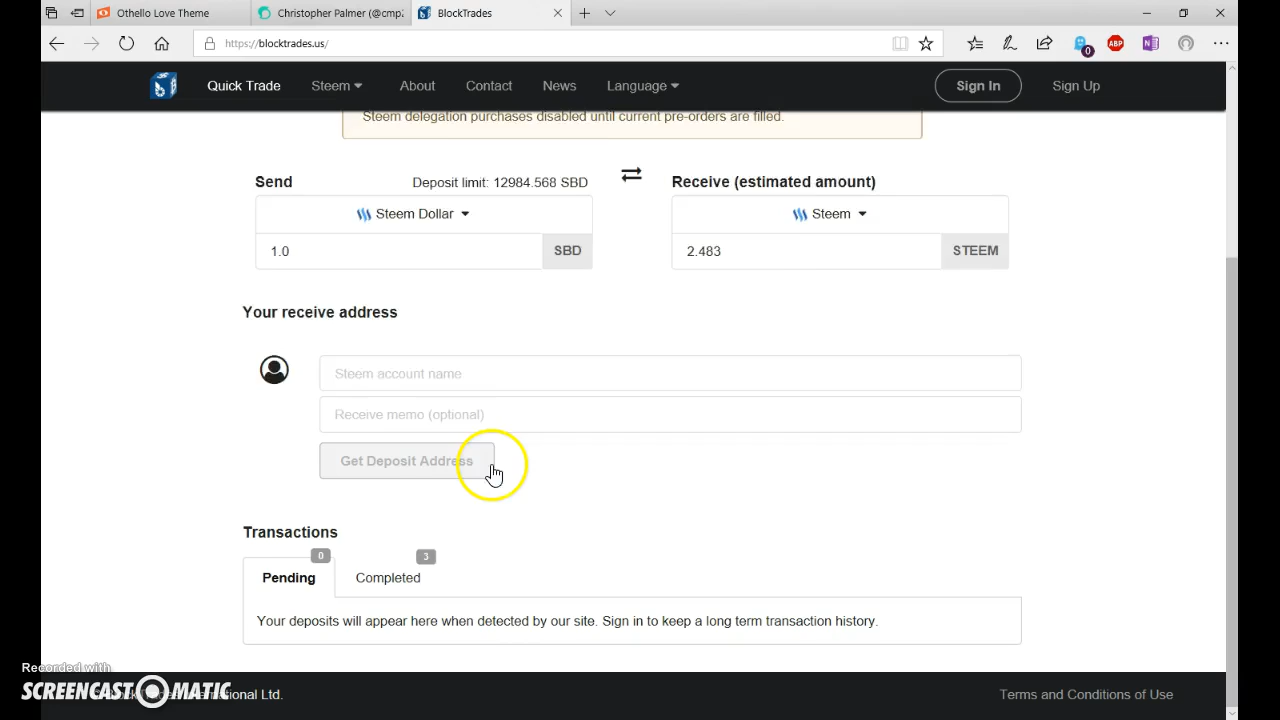 Othello Love Theme
Christopher Palmer (@cmp
BlockTrades
https://blocktrades.us/
0
ABP
Quick Trade
Steem
About
Contact
News
Language
Sign In
Sign Up
Steem delegation purchases disabled until current pre-orders are filled.
Send
Deposit limit: 12984.568 SBD
Receive (estimated amount)
Steem Dollar
Steem
1.0
SBD
2.483
STEEM
Your receive address
Steem account name
Receive memo (optional)
Get Deposit Address
Transactions
0
3
Pending
Completed
Your deposits will appear here when detected by our site. Sign in to keep a long term transaction history.
Recorded with
SCREENCAST-O-MATIC
Ltd.
Terms and Conditions of Use